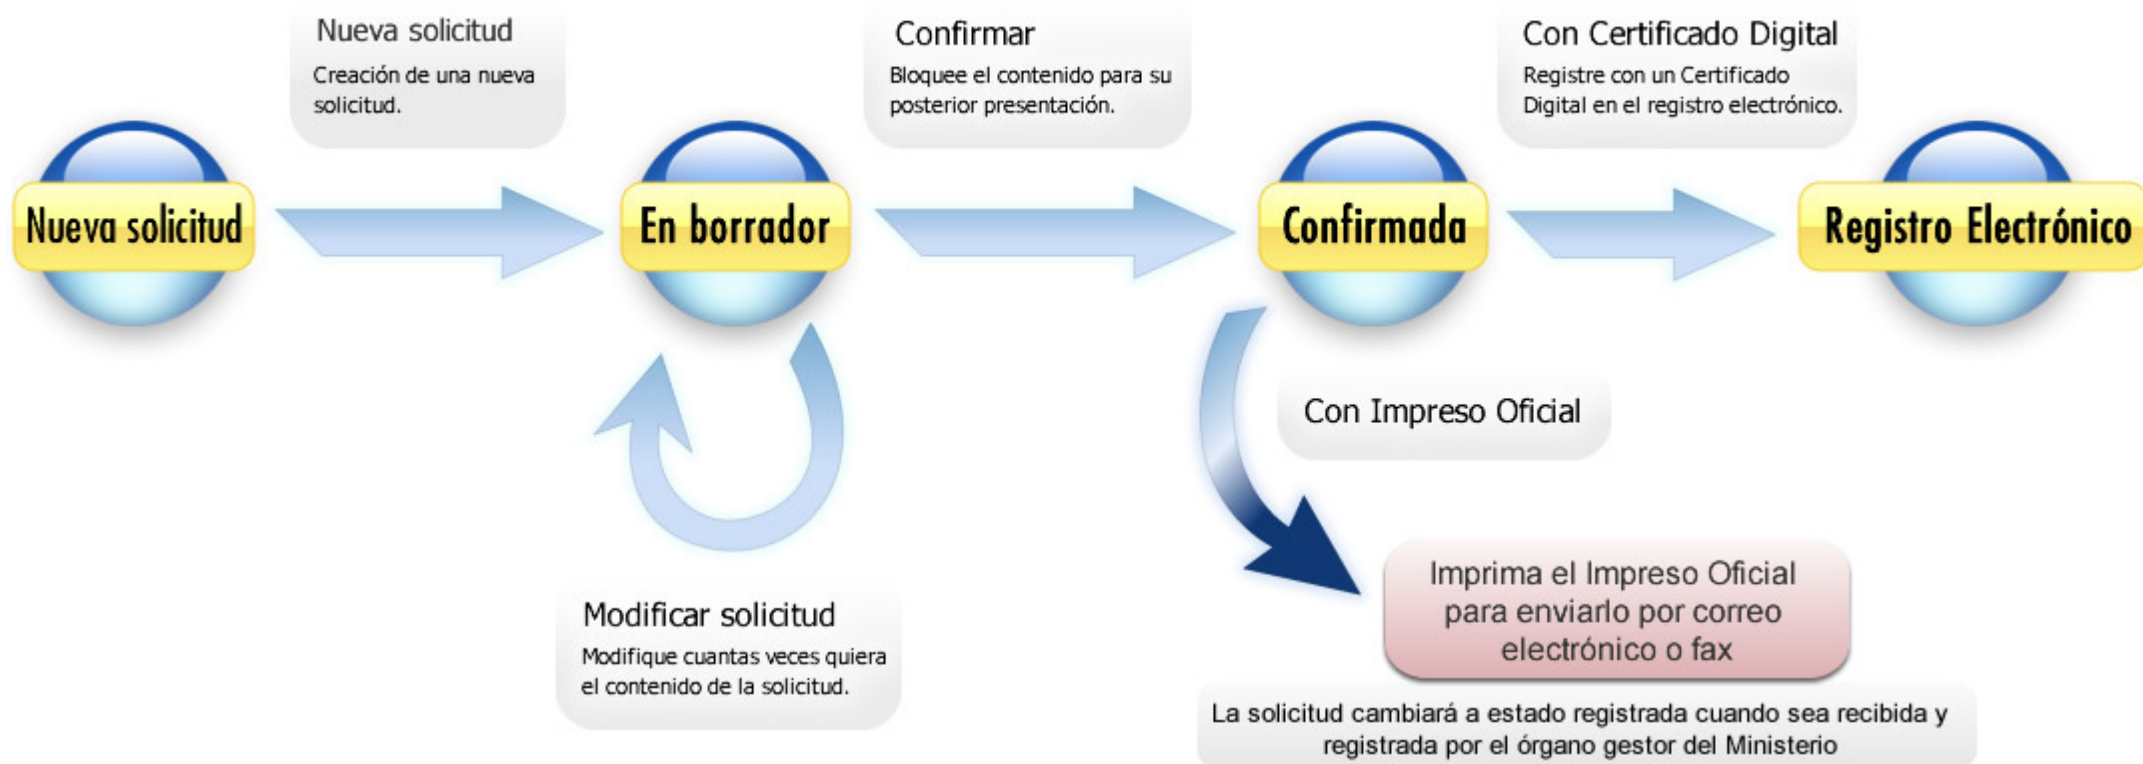 Nueva solicitud
Creación de una nueva
solicitud.
Confirmar
Bloquee el contenido para su
posterior presentación.
Con Certificado Digital
Registre con un Certificado
Digital en el registro electrónico.
Nueva solicitud
En borrador
Confirmada
Registro Electrónico
Con Impreso Oficial
Modificar solicitud
Modifique cuantas veces quiera
el contenido de la solicitud.
Imprima el Impreso Oficial
para enviarlo por correo
electrónico o fax
La solicitud cambiará a estado registrada cuando sea recibida y
registrada por el órgano gestor del Ministerio